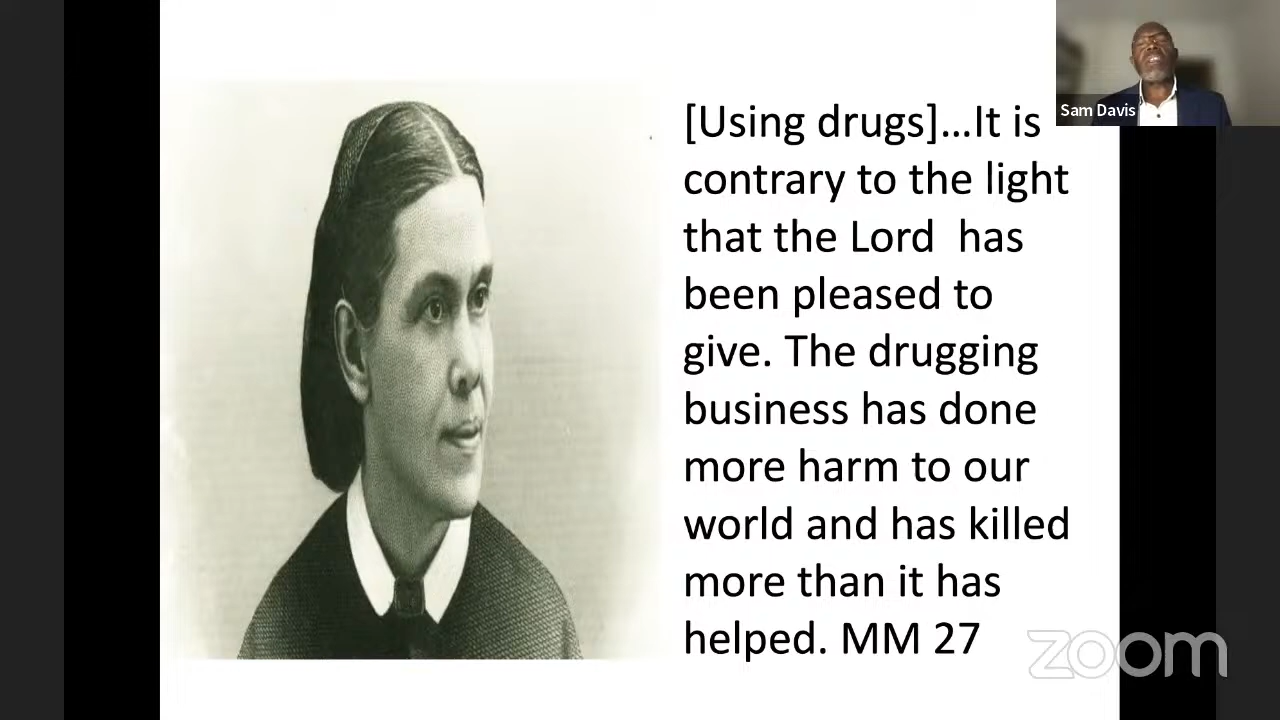 [Using drugs]...It is
contrary to the light
that the Lord  has
been pleased to
give. The drugging
business has done
more harm to our
world and has killed
more than it has
helped. MM 27
Sam Davis
zoom